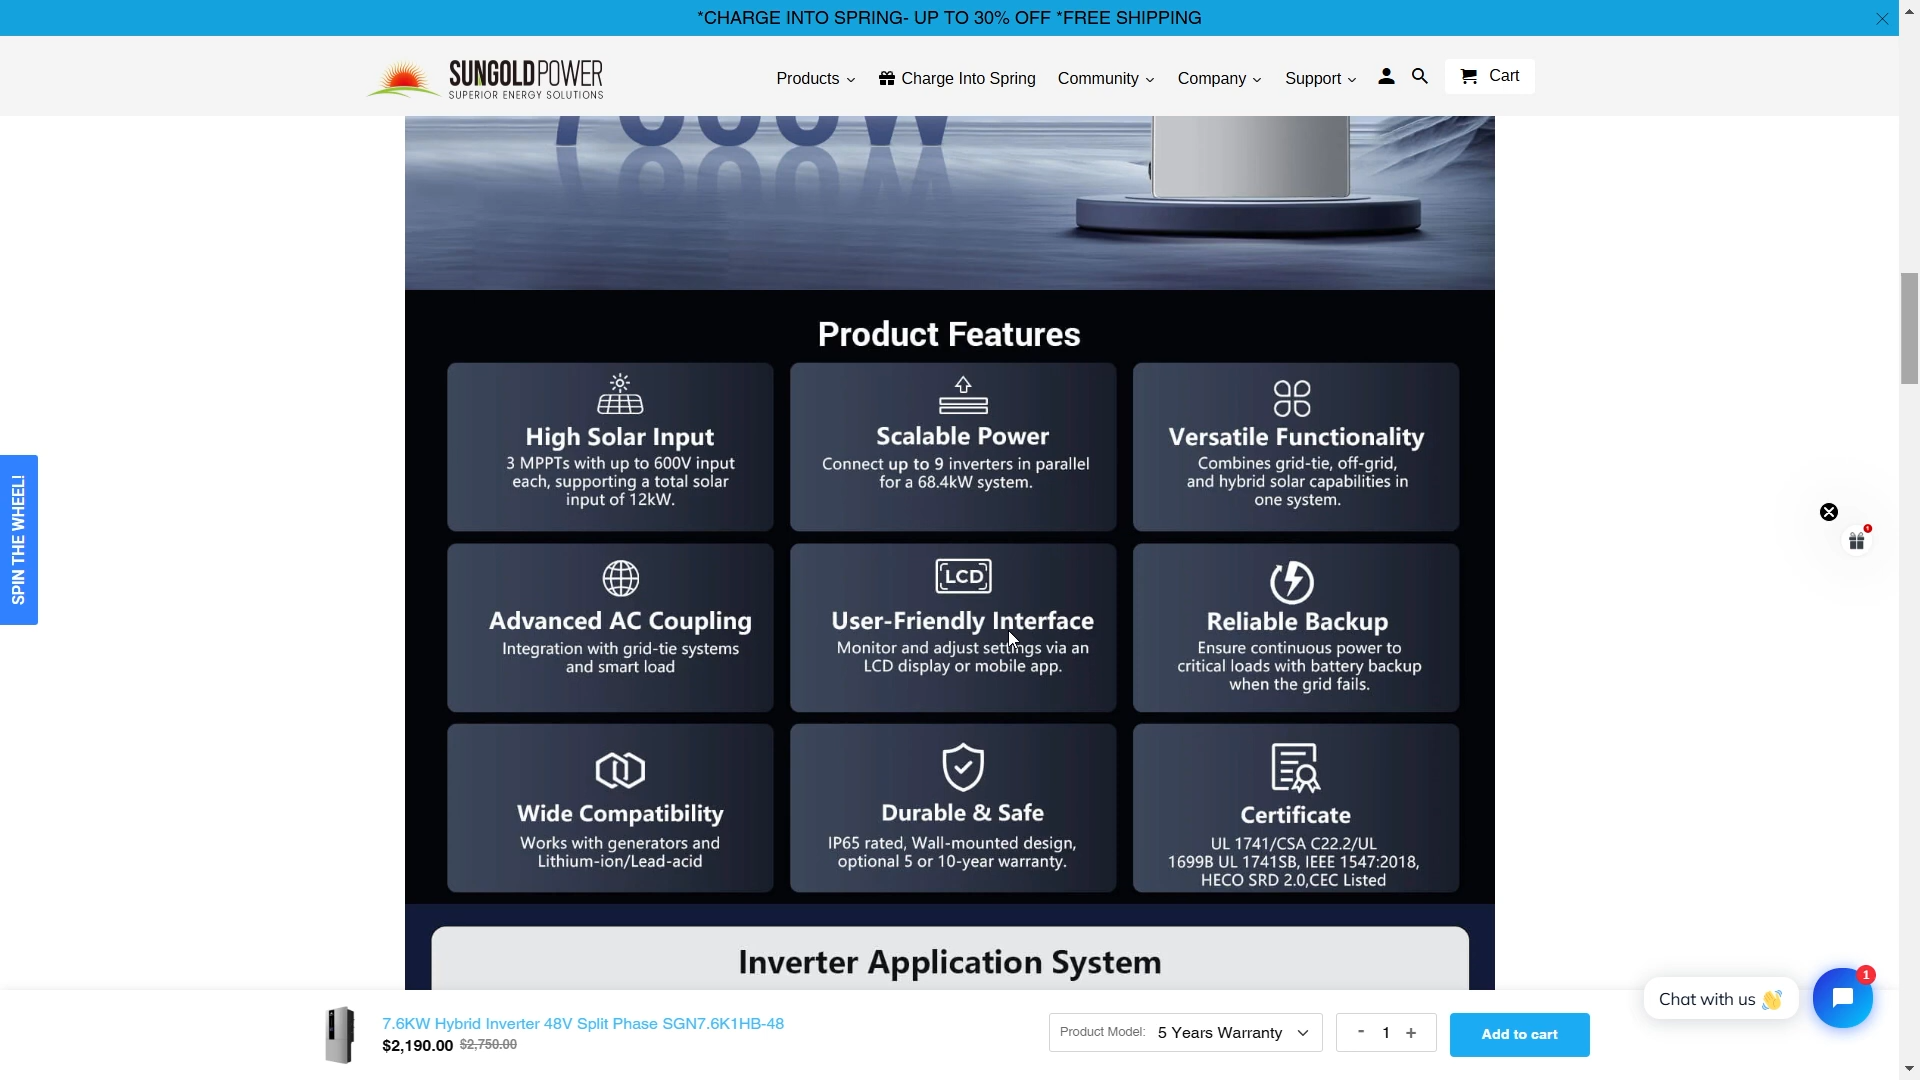 *CHARGE INTO SPRING- UP TO 30% OFF *FREE SHIPPING
SUNGOLDPOWER
SUPERIOR ENERGY SOLUTIONS
Products
Charge Into Spring
Community
Company
Support
Cart
7600W
Product Features
High Solar Input
3 MPPTs with up to 600V input
each, supporting a total solar
input of 12kW.
Scalable Power
Connect up to 9 inverters in parallel
for a 68.4kW system.
Versatile Functionality
Combines grid-tie, off-grid,
and hybrid solar capabilities in
one system.
Advanced AC Coupling
Integration with grid-tie systems
and smart load
LCD
User-Friendly Interface
Monitor and adjust settings via an
LCD display or mobile app.
Reliable Backup
Ensure continuous power to
critical loads with battery backup
when the grid fails.
Wide Compatibility
Works with generators and
Lithium-ion/Lead-acid
Durable & Safe
IP65 rated, Wall-mounted design,
optional 5 or 10-year warranty.
Certificate
UL 1741/CSA C22.2/UL
1699B UL 1741SB, IEEE 1547:2018,
HECO SRD 2.0,CEC Listed
Inverter Application System
SPIN THE WHEEL!
1
Chat with us 👋
1
7.6KW Hybrid Inverter 48V Split Phase SGN7.6K1HB-48
$2,190.00 $2,750.00
Product Model: 5 Years Warranty
- 1 +
Add to cart